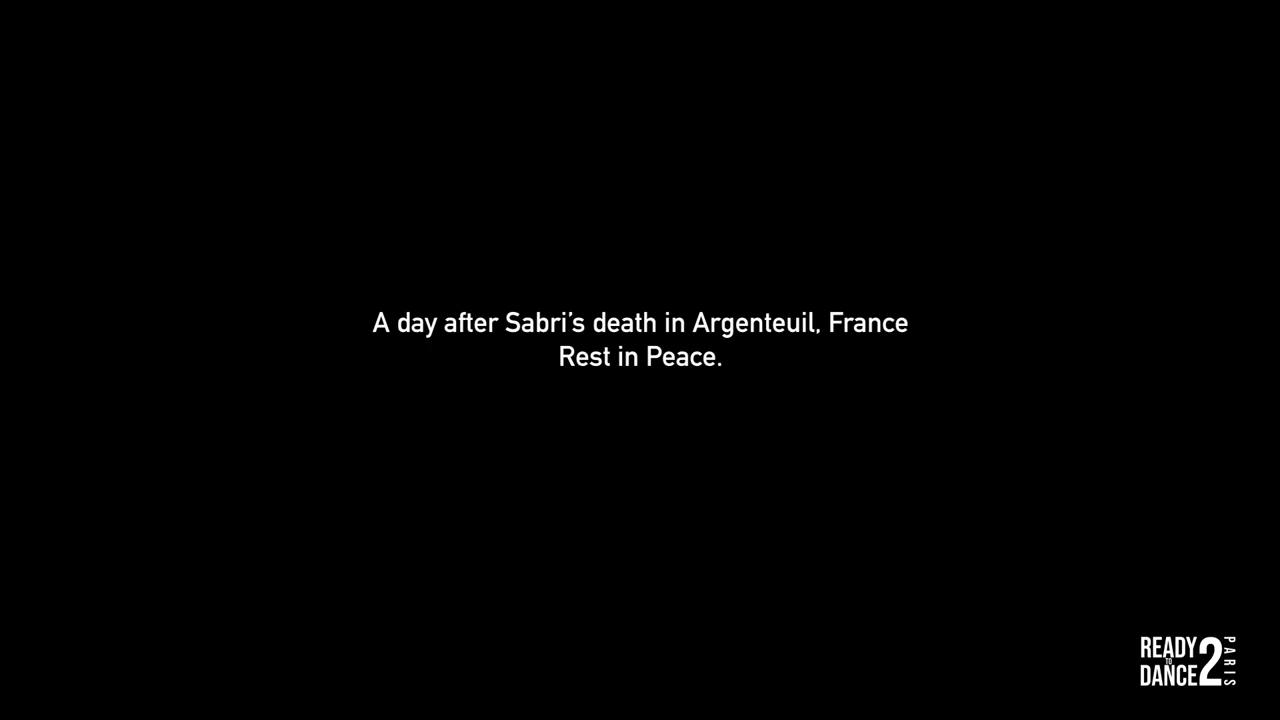 A day after Sabri’s death in Argenteuil, France
Rest in Peace.
READY
TO
DANCE
2
PARIS